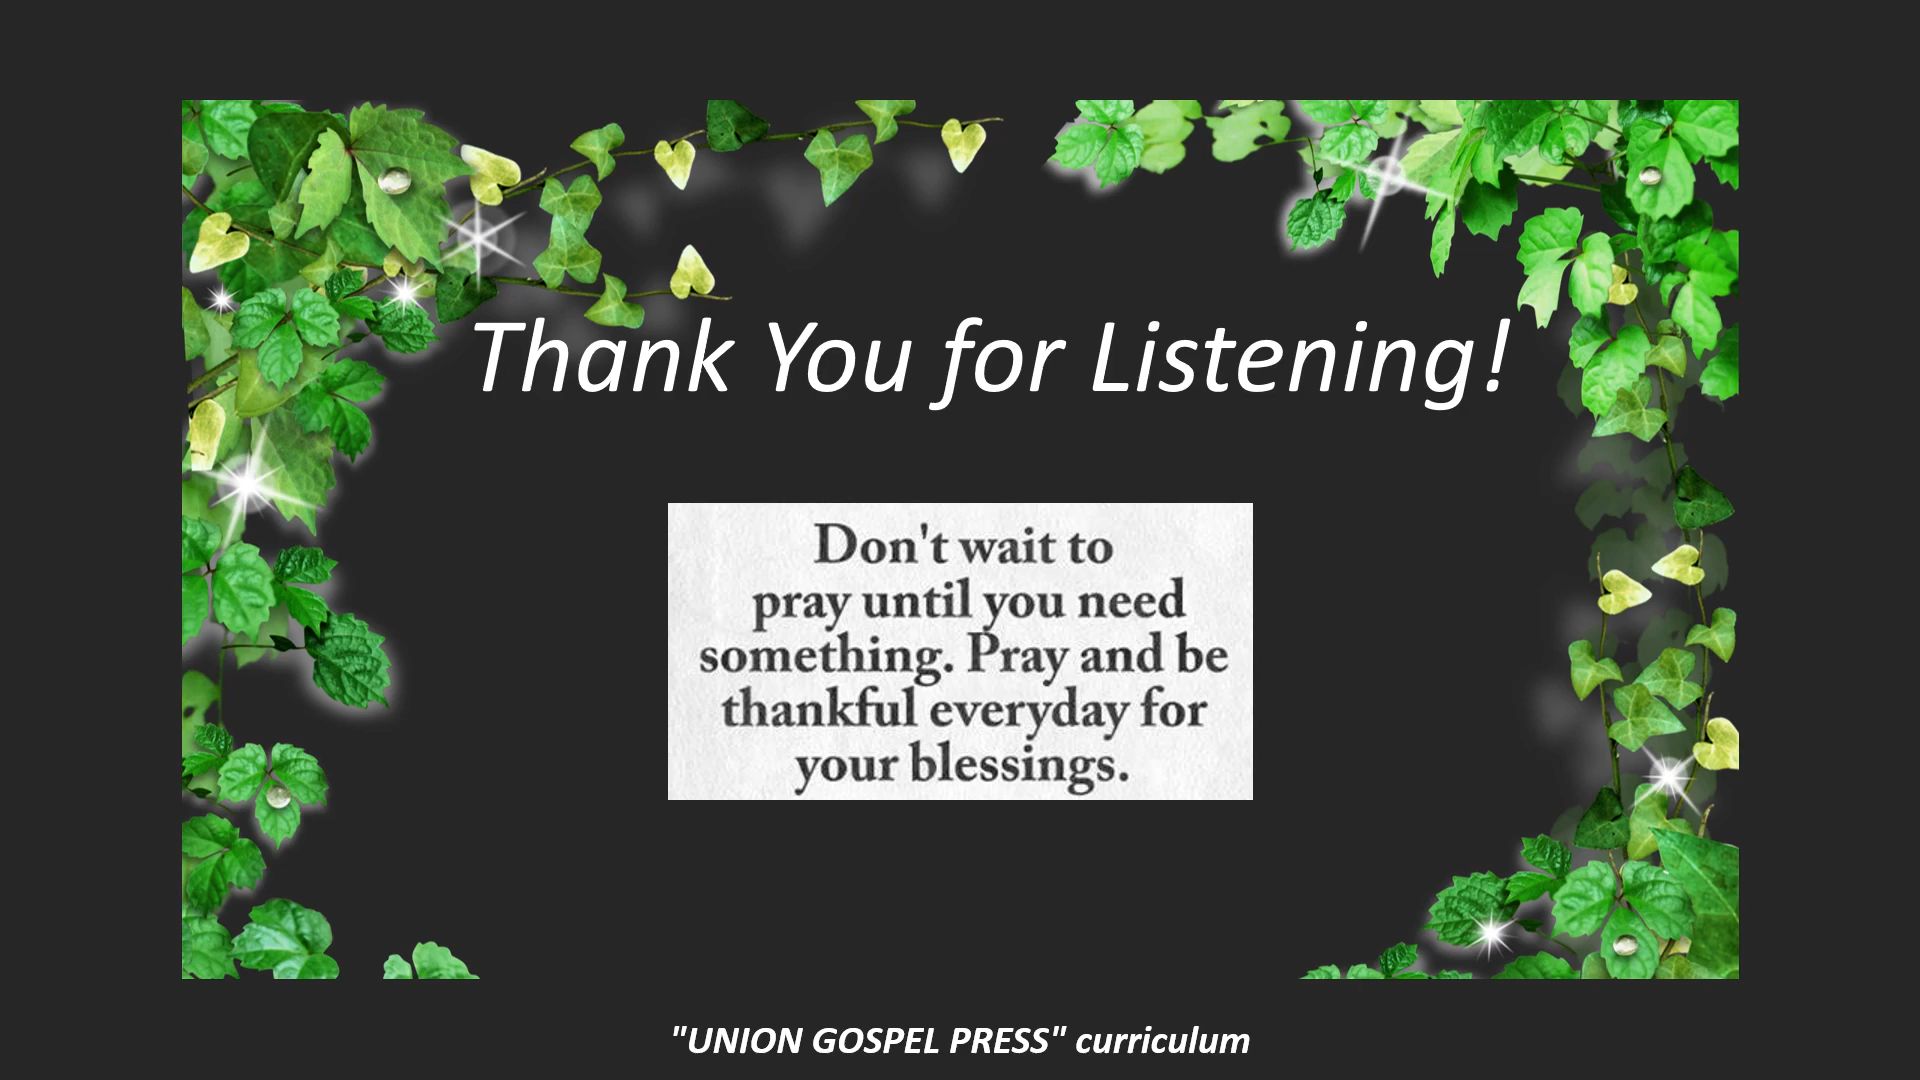 Thank You for Listening!
Don't wait to
pray until you need
something. Pray and be
thankful everyday for
your blessings.
"UNION GOSPEL PRESS" curriculum